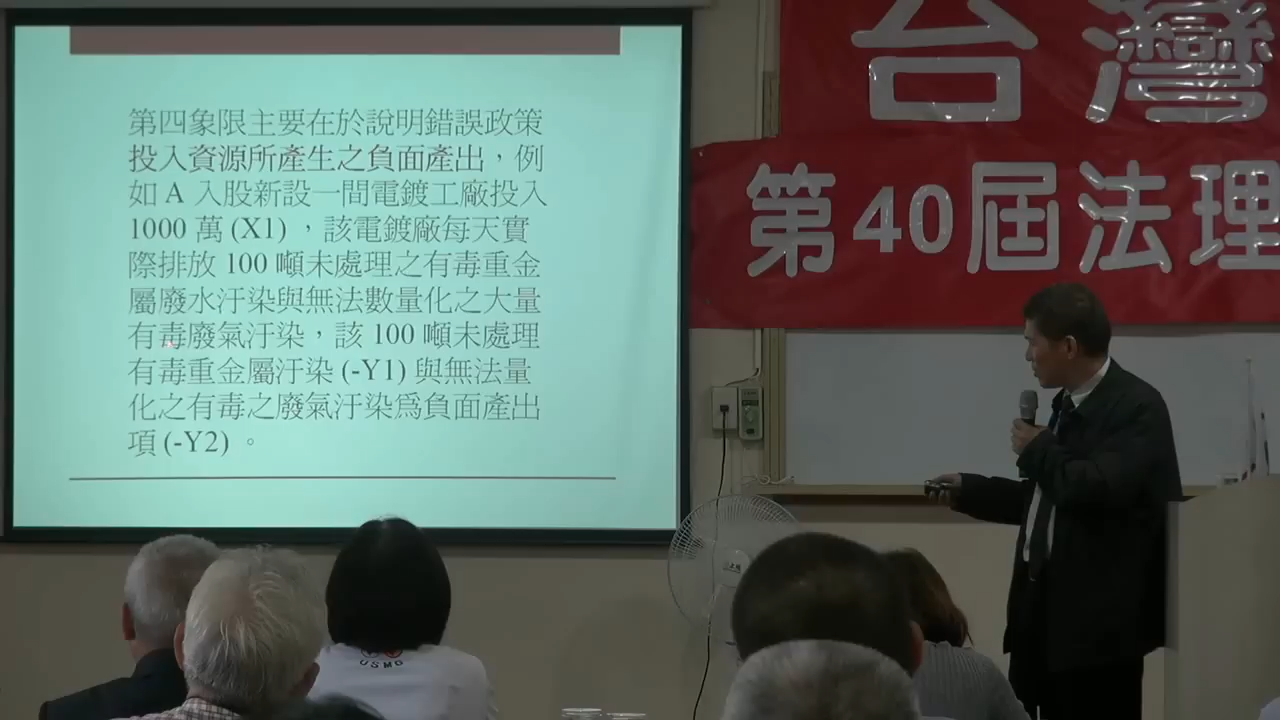 第四象限主要在於說明錯誤政策
投入資源所產生之負面產出，例
如 A 入股新設一間電鍍工廠投入
1000 萬 (X1) ，該電鍍廠每天實
際排放 100 噸未處理之有毒重金
屬廢水汙染與無法數量化之大量
有毒廢氣汙染，該 100 噸未處理
有毒重金屬汙染 (-Y1) 與無法量
化之有毒之廢氣汙染為負面產出
項 (-Y2) 。
台灣
第40屆法理
USMG